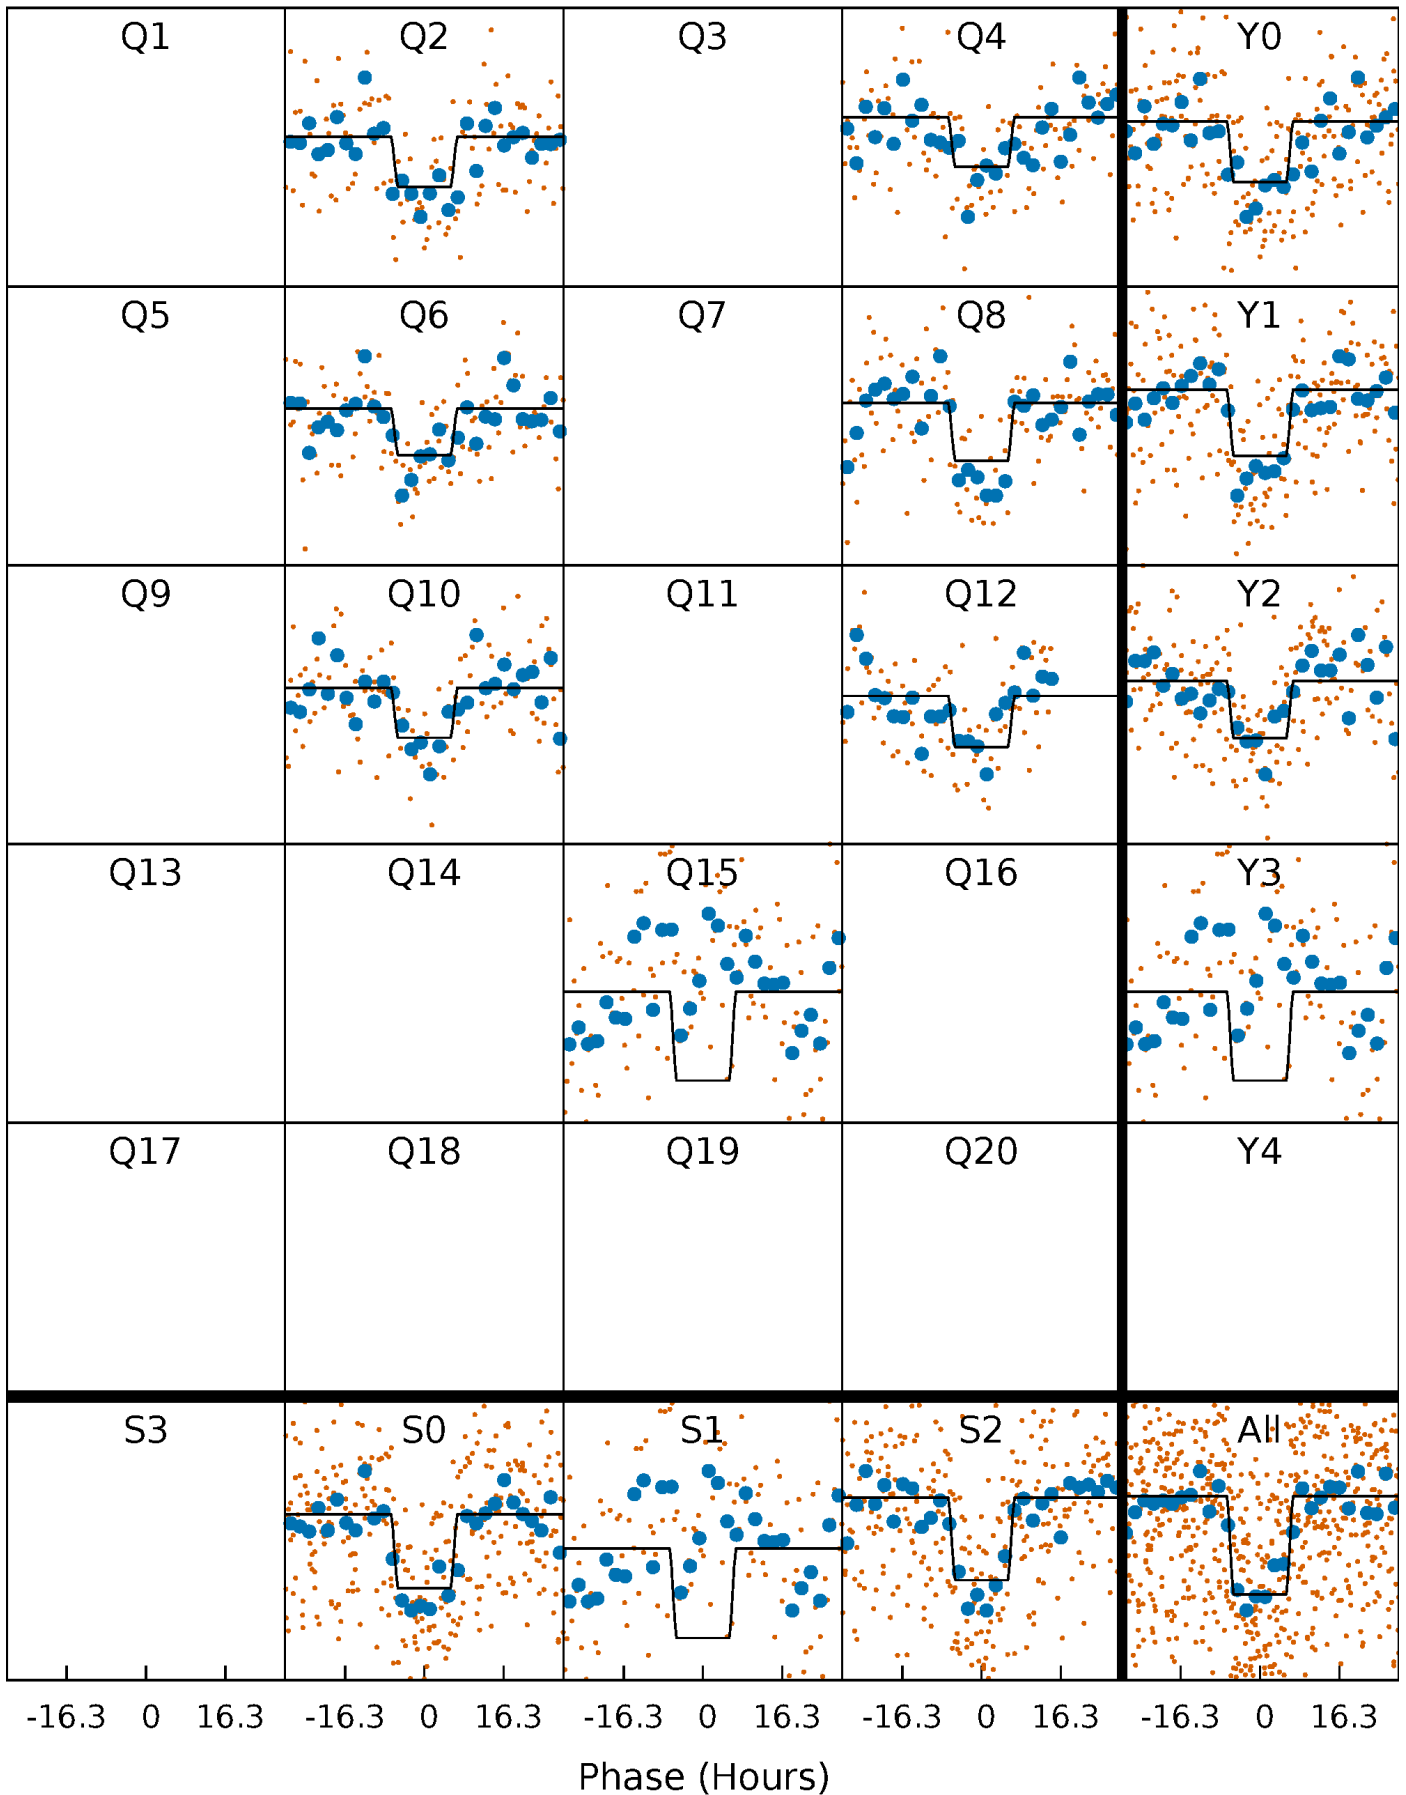 Q1 Q2 Q3 Q4 Y0
Q5 Q6 Q7 Q8 Y1
Q9 Q10 Q11 Q12 Y2
Q13 Q14 Q15 Q16 Y3
Q17 Q18 Q19 Q20 Y4
S3 S0 S1 S2 All
-16.3 0 16.3 -16.3 0 16.3 -16.3 0 16.3 -16.3 0 16.3 -16.3 0 16.3
Phase (Hours)